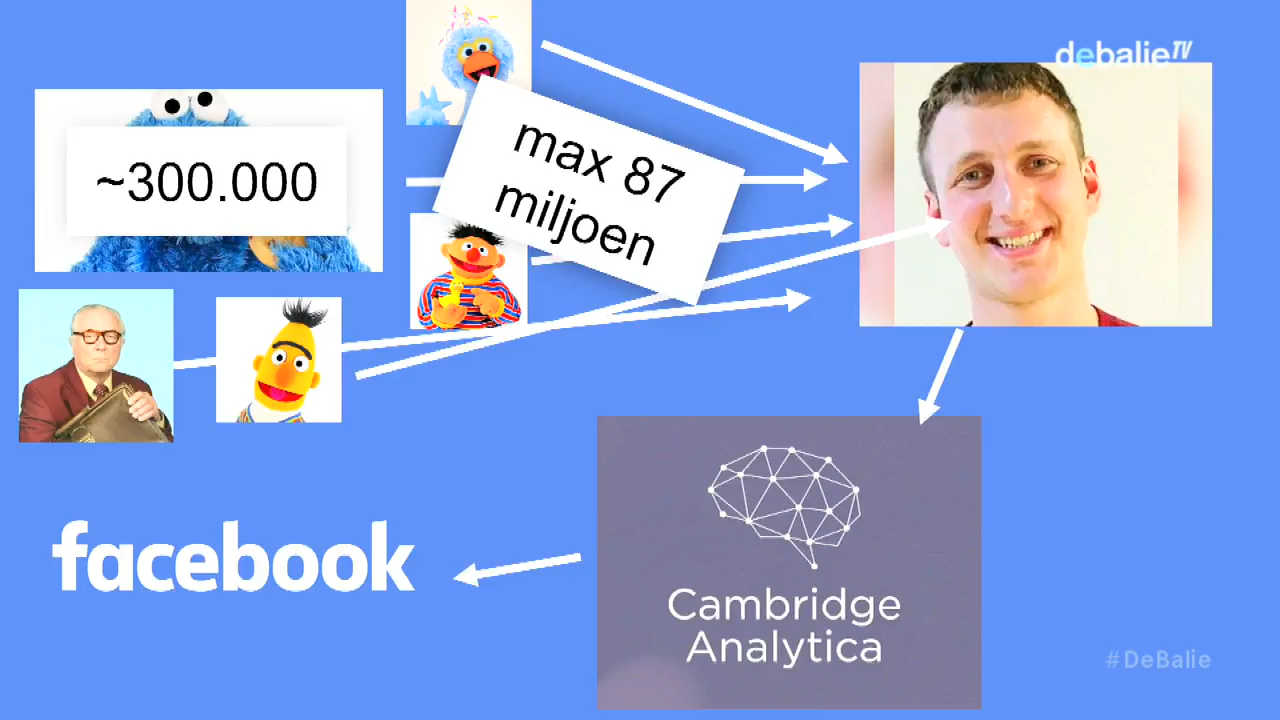 debalieTV
~300.000
max 87
miljoen
facebook
Cambridge
Analytica
#DeBalie